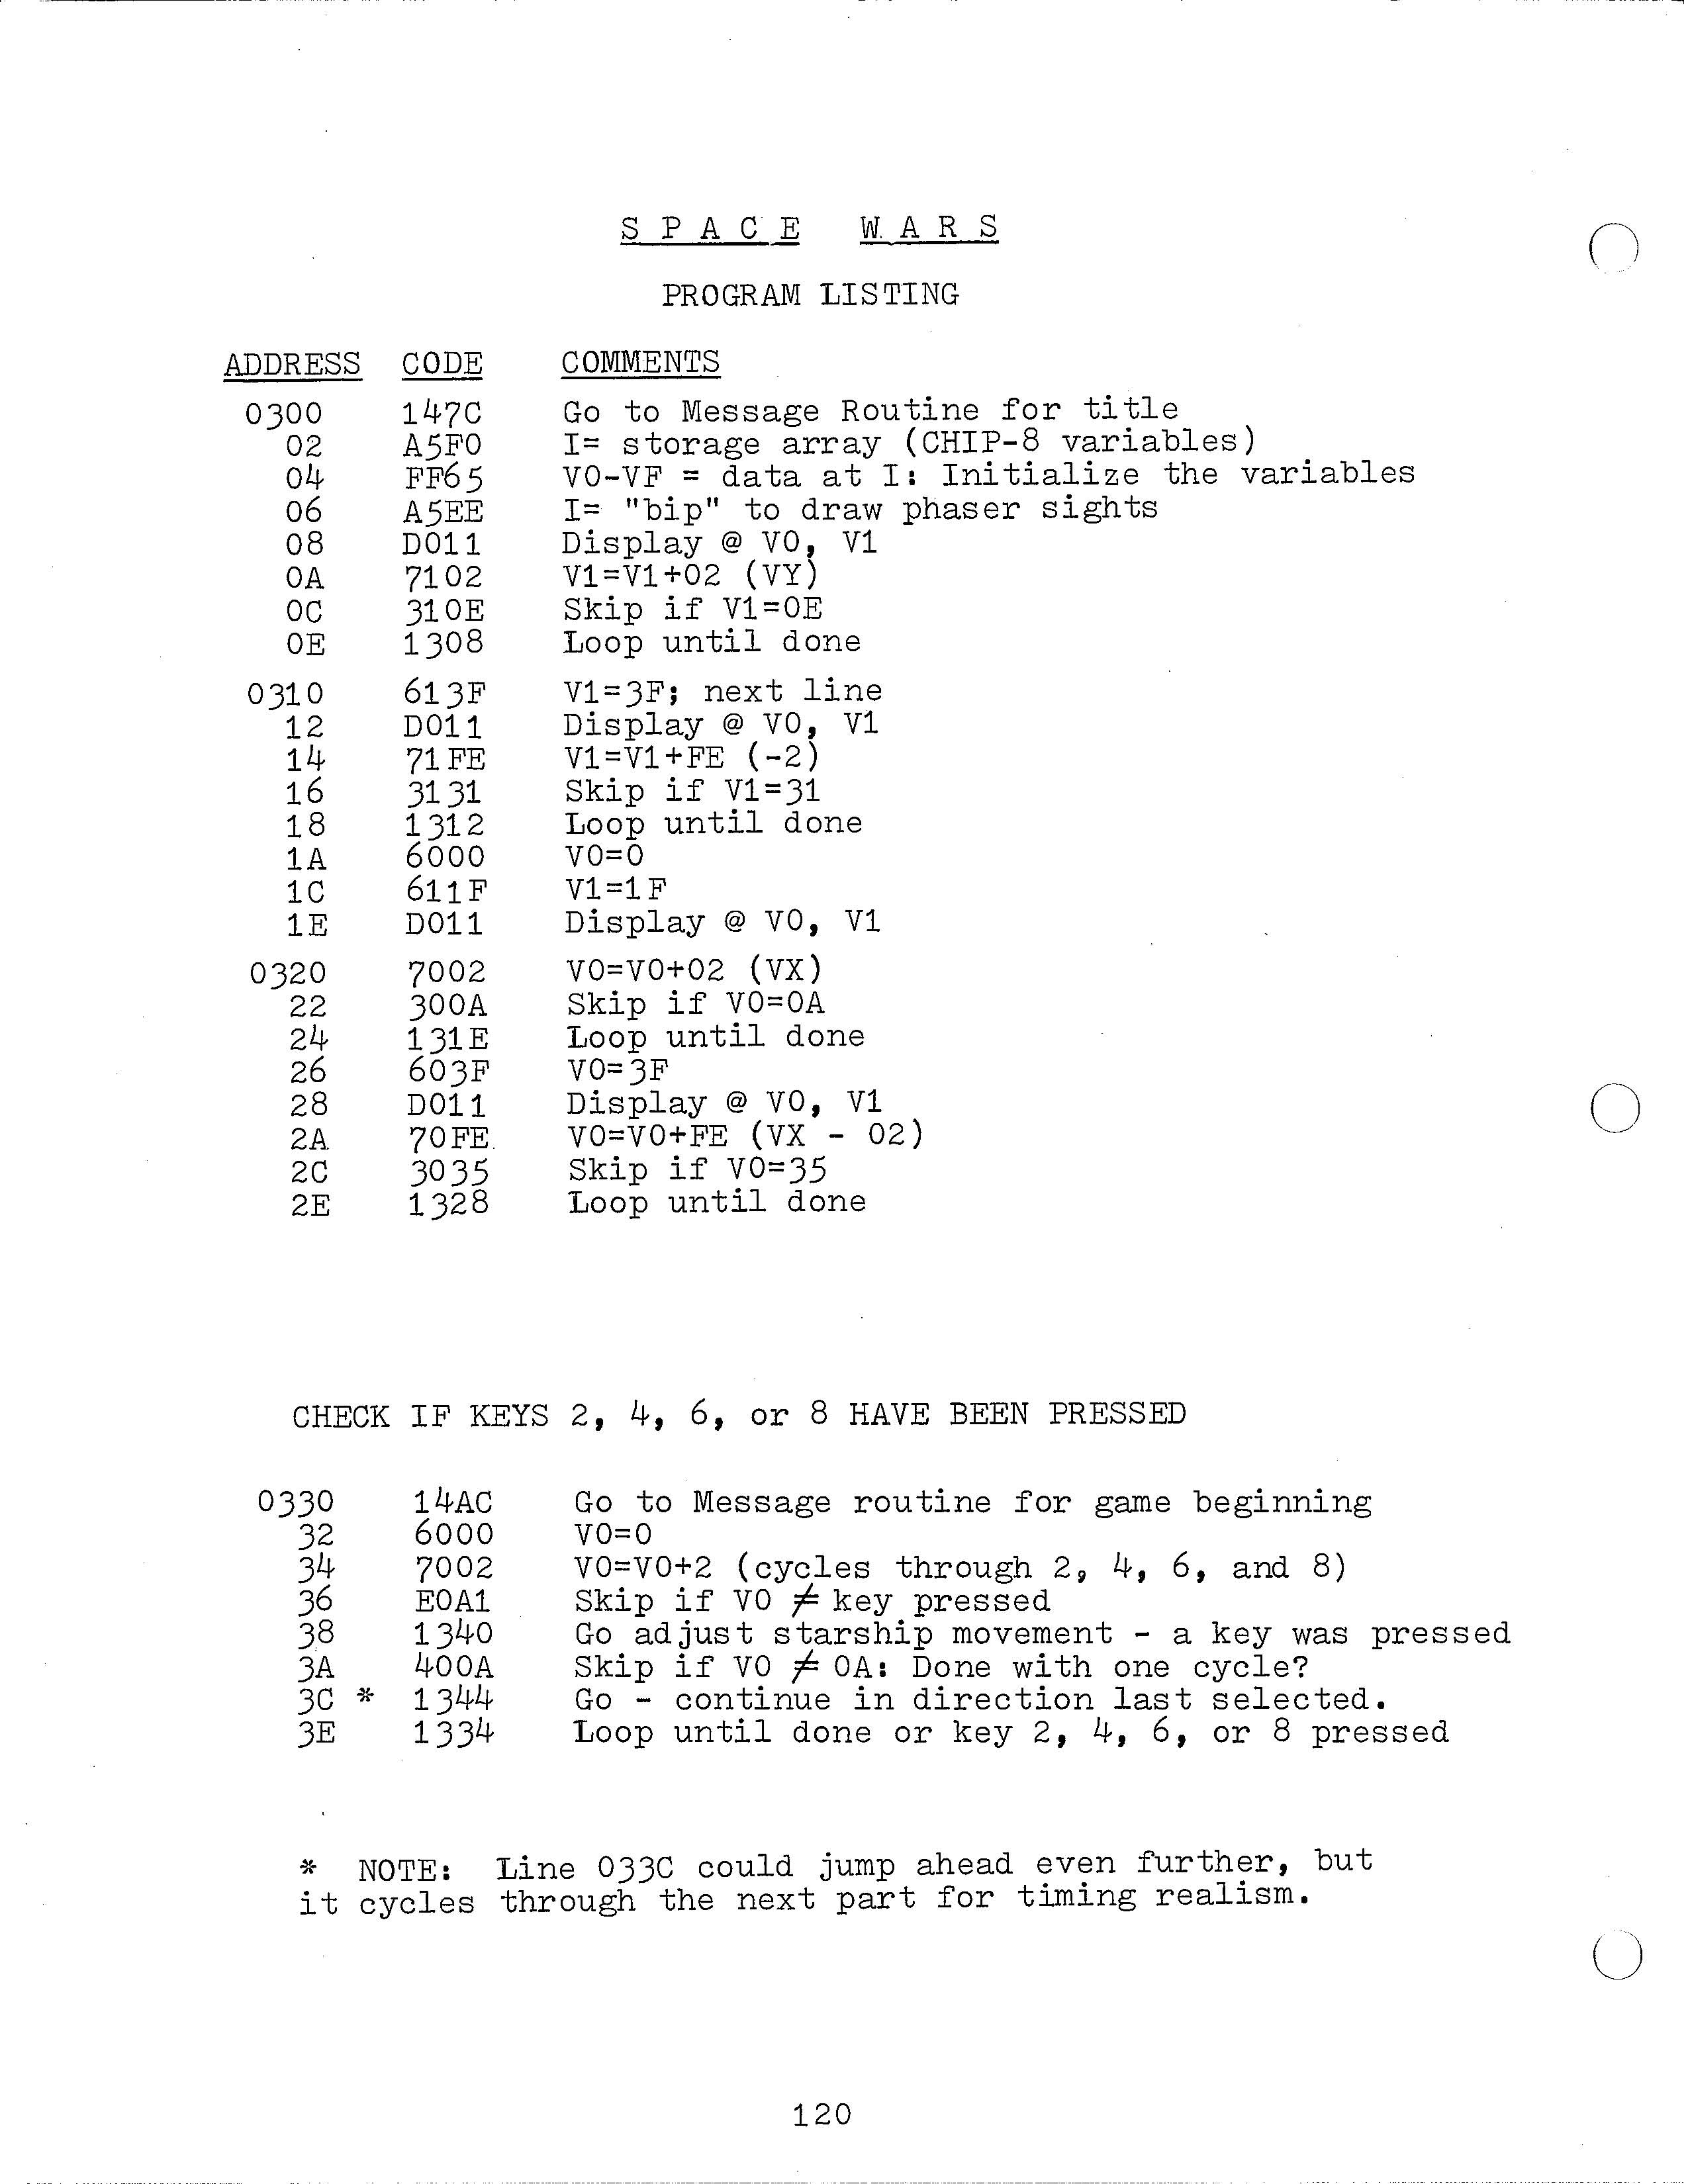 S P A C E   W A R S
PROGRAM LISTING
ADDRESS CODE COMMENTS
0300 147C Go to Message Routine for title
02 A5F0 I= storage array (CHIP-8 variables)
04 FF65 V0-VF = data at I: Initialize the variables
06 A5EE I= "bip" to draw phaser sights
08 D011 Display @ V0, V1
0A 7102 V1=V1+02 (VY)
0C 310E Skip if V1=0E
0E 1308 Loop until done
0310 613F V1=3F; next line
12 D011 Display @ V0, V1
14 71FE V1=V1+FE (-2)
16 3131 Skip if V1=31
18 1312 Loop until done
1A 6000 V0=0
1C 611F V1=1F
1E D011 Display @ V0, V1
0320 7002 V0=V0+02 (VX)
22 300A Skip if V0=0A
24 131E Loop until done
26 603F V0=3F
28 D011 Display @ V0, V1
2A 70FE V0=V0+FE (VX - 02)
2C 3035 Skip if V0=35
2E 1328 Loop until done
CHECK IF KEYS 2, 4, 6, or 8 HAVE BEEN PRESSED
0330 14AC Go to Message routine for game beginning
32 6000 V0=0
34 7002 V0=V0+2 (cycles through 2, 4, 6, and 8)
36 E0A1 Skip if V0 ≠ key pressed
38 1340 Go adjust starship movement - a key was pressed
3A 400A Skip if V0 ≠ 0A: Done with one cycle?
3C * 1344 Go - continue in direction last selected.
3E 1334 Loop until done or key 2, 4, 6, or 8 pressed
* NOTE: Line 033C could jump ahead even further, but
it cycles through the next part for timing realism.
120